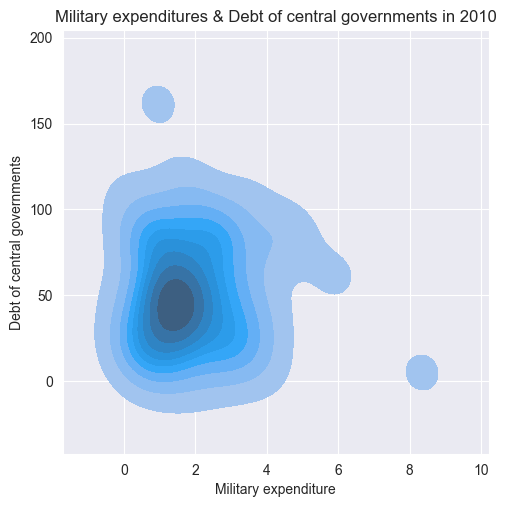 Military expenditures & Debt of central governments in 2010
200
150
100
50
0
Debt of central governments
0 2 4 6 8 10
Military expenditure